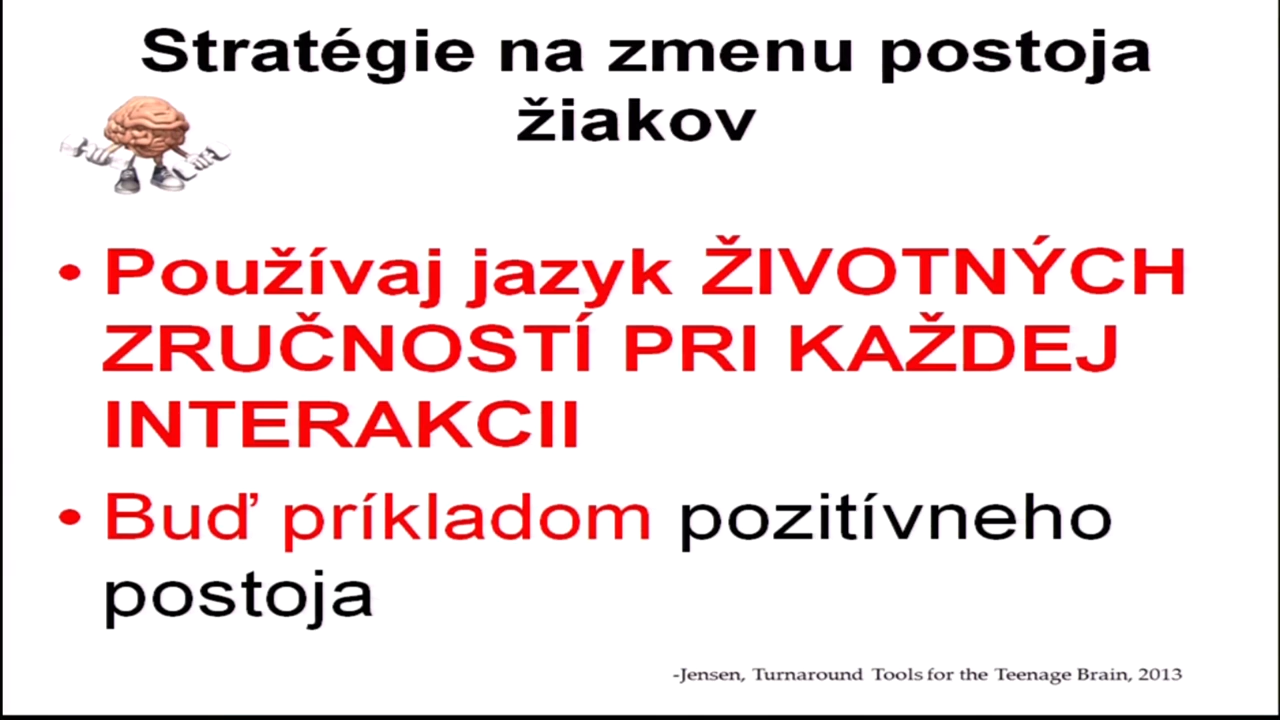 Stratégie na zmenu postoja
žiakov
• Používaj jazyk ŽIVOTNÝCH
ZRUČNOSTÍ PRI KAŽDEJ
INTERAKCII
• Buď príkladom pozitívneho
postoja
-Jensen, Turnaround Tools for the Teenage Brain, 2013